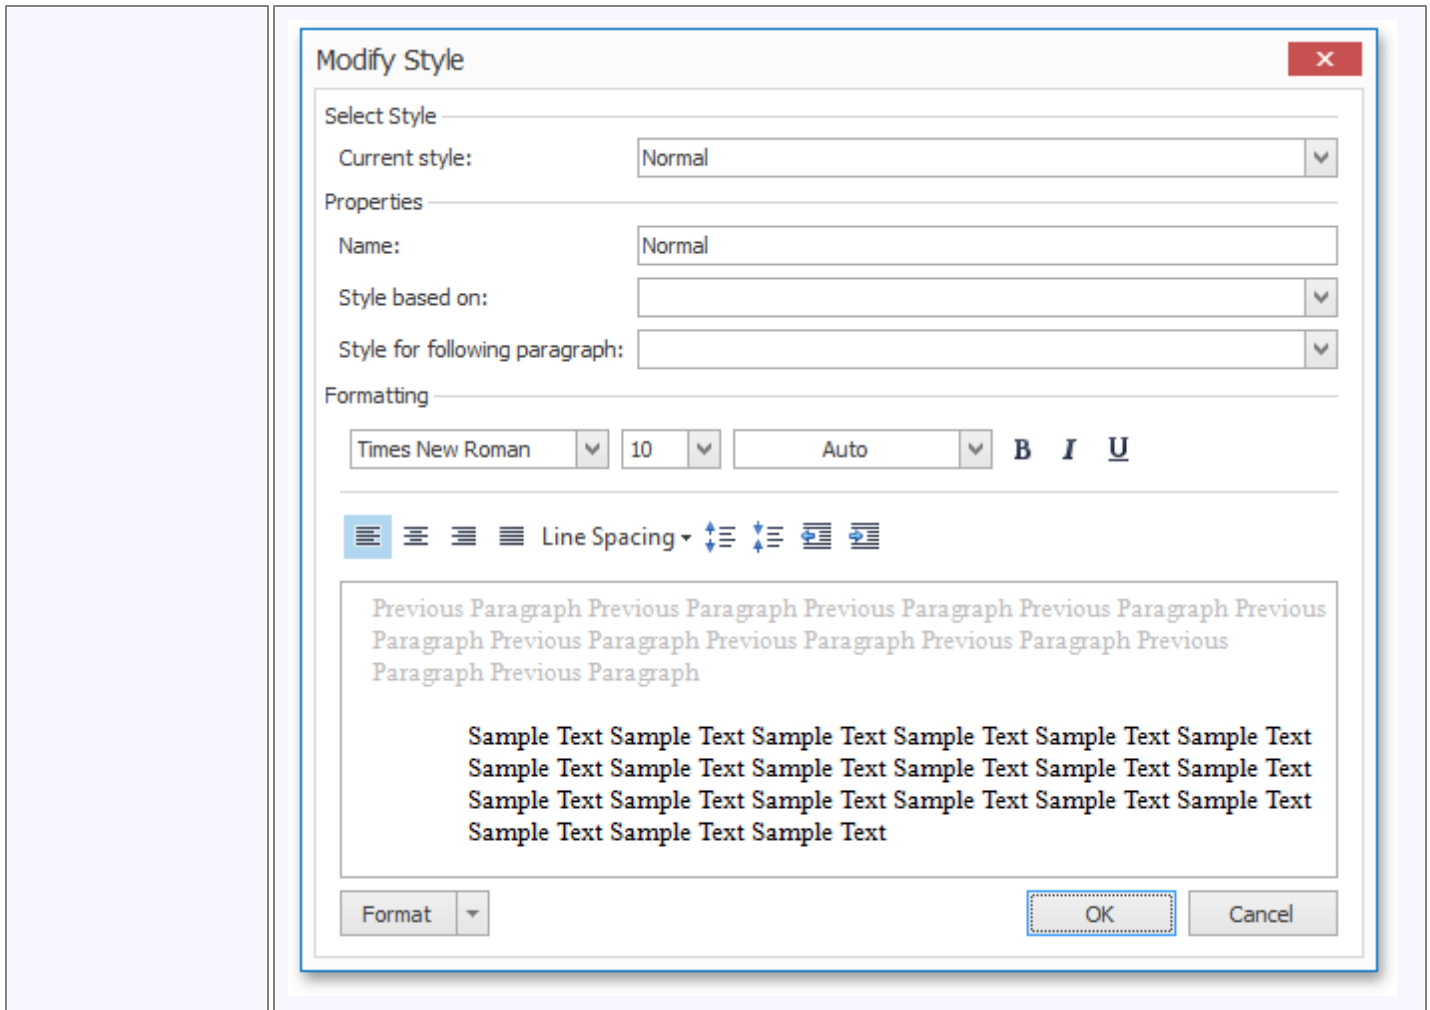 Modify Style
Select Style
Current style: Normal
Properties
Name: Normal
Style based on:
Style for following paragraph:
Formatting
Times New Roman 10 Auto B I U
Line Spacing
Previous Paragraph Previous Paragraph Previous Paragraph Previous Paragraph Previous
Paragraph Previous Paragraph Previous Paragraph Previous Paragraph Previous
Paragraph Previous Paragraph
Sample Text Sample Text Sample Text Sample Text Sample Text Sample Text
Sample Text Sample Text Sample Text Sample Text Sample Text Sample Text
Sample Text Sample Text Sample Text Sample Text Sample Text Sample Text
Sample Text Sample Text Sample Text
Format OK Cancel